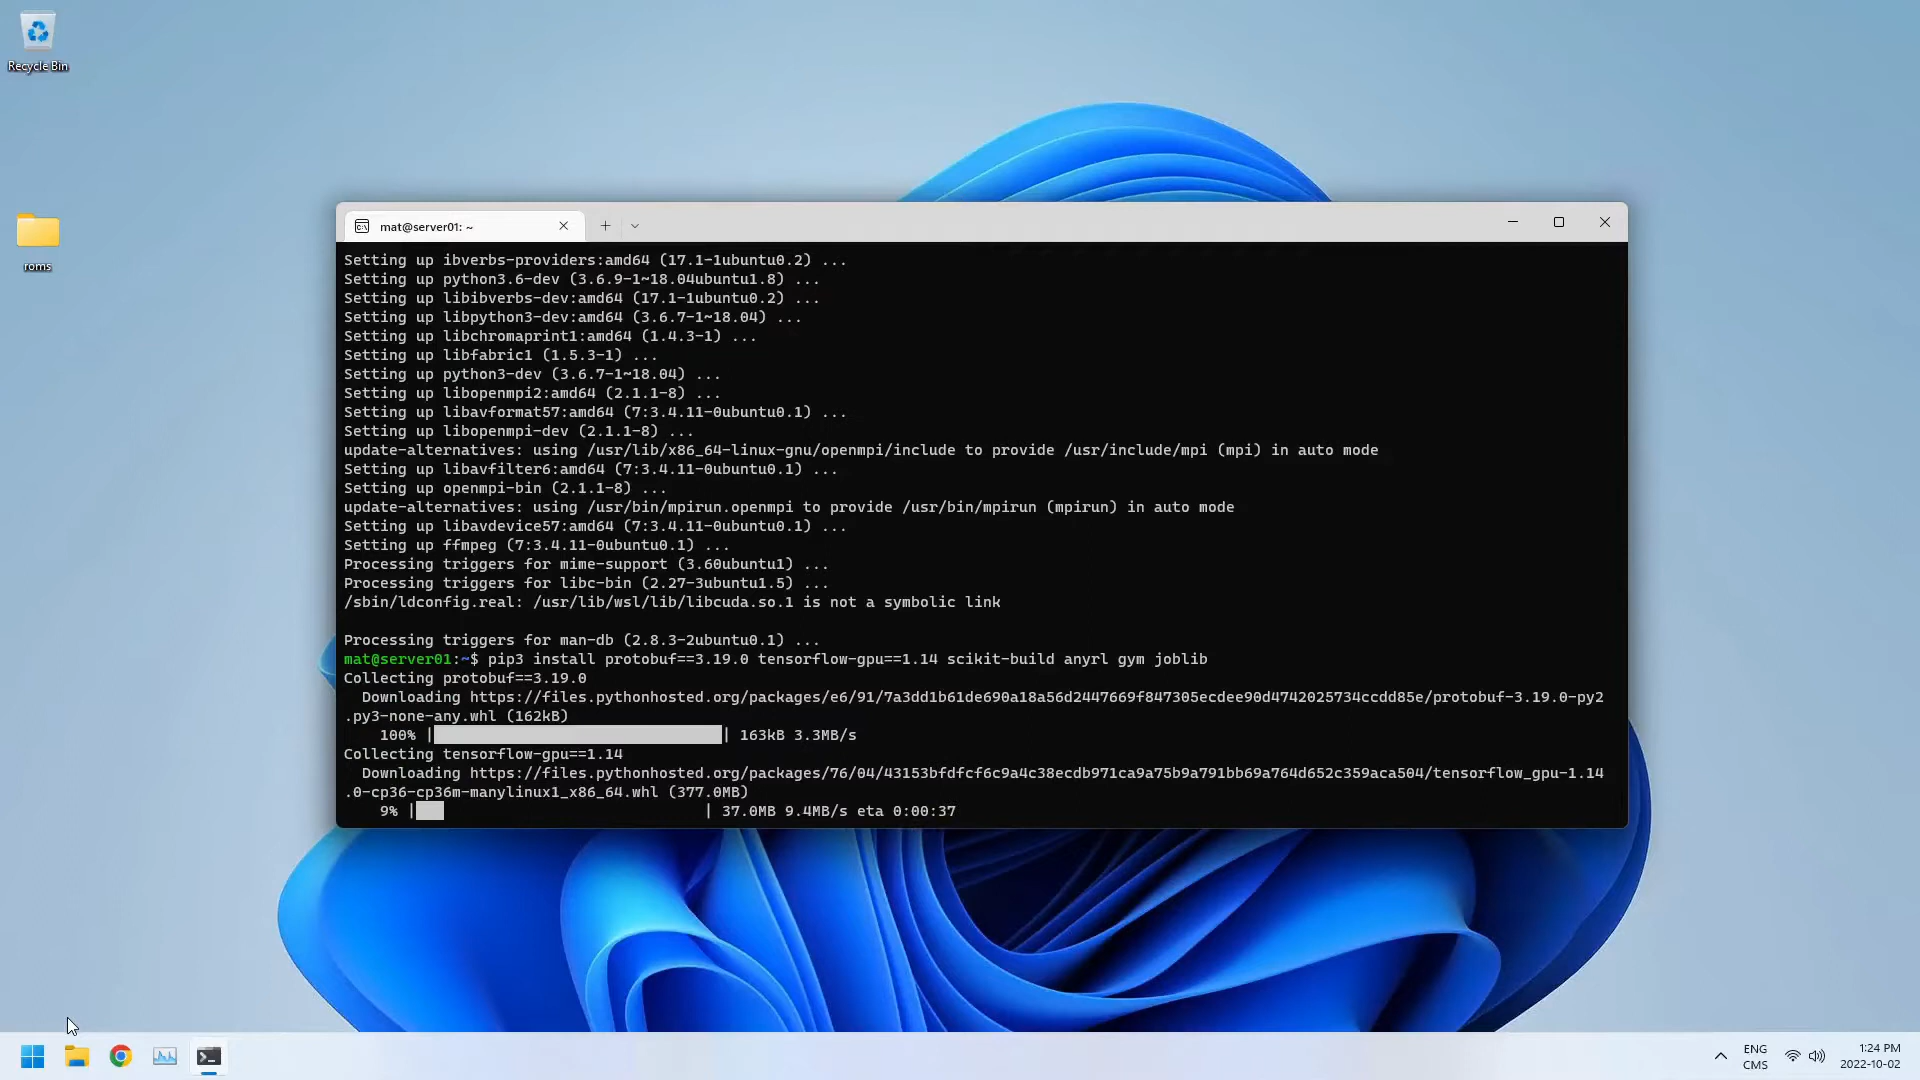 Recycle Bin
roms
mat@server01: ~
Setting up ibverbs-providers:amd64 (17.1-1ubuntu0.2) ...
Setting up python3.6-dev (3.6.9-1~18.04ubuntu1.8) ...
Setting up libibverbs-dev:amd64 (17.1-1ubuntu0.2) ...
Setting up libpython3-dev:amd64 (3.6.7-1~18.04) ...
Setting up libchromaprint1:amd64 (1.4.3-1) ...
Setting up libfabric1 (1.5.3-1) ...
Setting up python3-dev (3.6.7-1~18.04) ...
Setting up libopenmpi2:amd64 (2.1.1-8) ...
Setting up libavformat57:amd64 (7:3.4.11-0ubuntu0.1) ...
Setting up libopenmpi-dev (2.1.1-8) ...
update-alternatives: using /usr/lib/x86_64-linux-gnu/openmpi/include to provide /usr/include/mpi (mpi) in auto mode
Setting up libavfilter6:amd64 (7:3.4.11-0ubuntu0.1) ...
Setting up openmpi-bin (2.1.1-8) ...
update-alternatives: using /usr/bin/mpirun.openmpi to provide /usr/bin/mpirun (mpirun) in auto mode
Setting up libavdevice57:amd64 (7:3.4.11-0ubuntu0.1) ...
Setting up ffmpeg (7:3.4.11-0ubuntu0.1) ...
Processing triggers for mime-support (3.60ubuntu1) ...
Processing triggers for libc-bin (2.27-3ubuntu1.5) ...
/sbin/ldconfig.real: /usr/lib/wsl/lib/libcuda.so.1 is not a symbolic link
Processing triggers for man-db (2.8.3-2ubuntu0.1) ...
mat@server01:~$ pip3 install protobuf==3.19.0 tensorflow-gpu==1.14 scikit-build anyrl gym joblib
Collecting protobuf==3.19.0
Downloading https://files.pythonhosted.org/packages/e6/91/7a3dd1b61de690a18a56d2447669f847305ecdee90d4742025734ccdd85e/protobuf-3.19.0-py2
.py3-none-any.whl (162kB)
100% | | 163kB 3.3MB/s
Collecting tensorflow-gpu==1.14
Downloading https://files.pythonhosted.org/packages/76/04/43153bfdfcf6c9a4c38ecdb971ca9a75b9a791bb69a764d652c359aca504/tensorflow_gpu-1.14
.0-cp36-cp36m-manylinux1_x86_64.whl (377.0MB)
9% | | 37.0MB 9.4MB/s eta 0:00:37
ENG
CMS
1:24 PM
2022-10-02